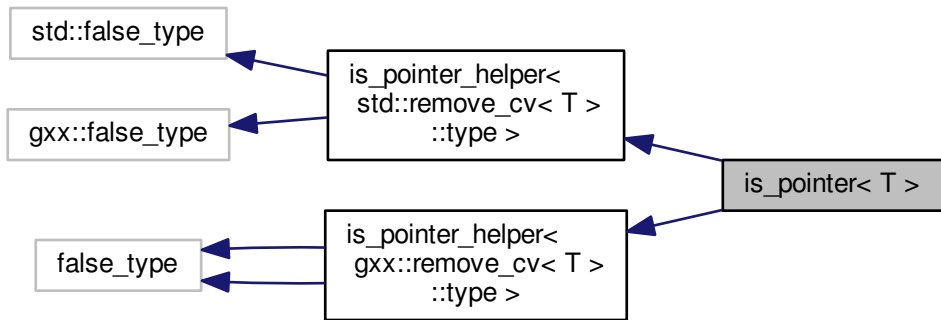 std::false_type
gxx::false_type
is_pointer_helper<
std::remove_cv< T >
::type >
is_pointer< T >
false_type
is_pointer_helper<
gxx::remove_cv< T >
::type >